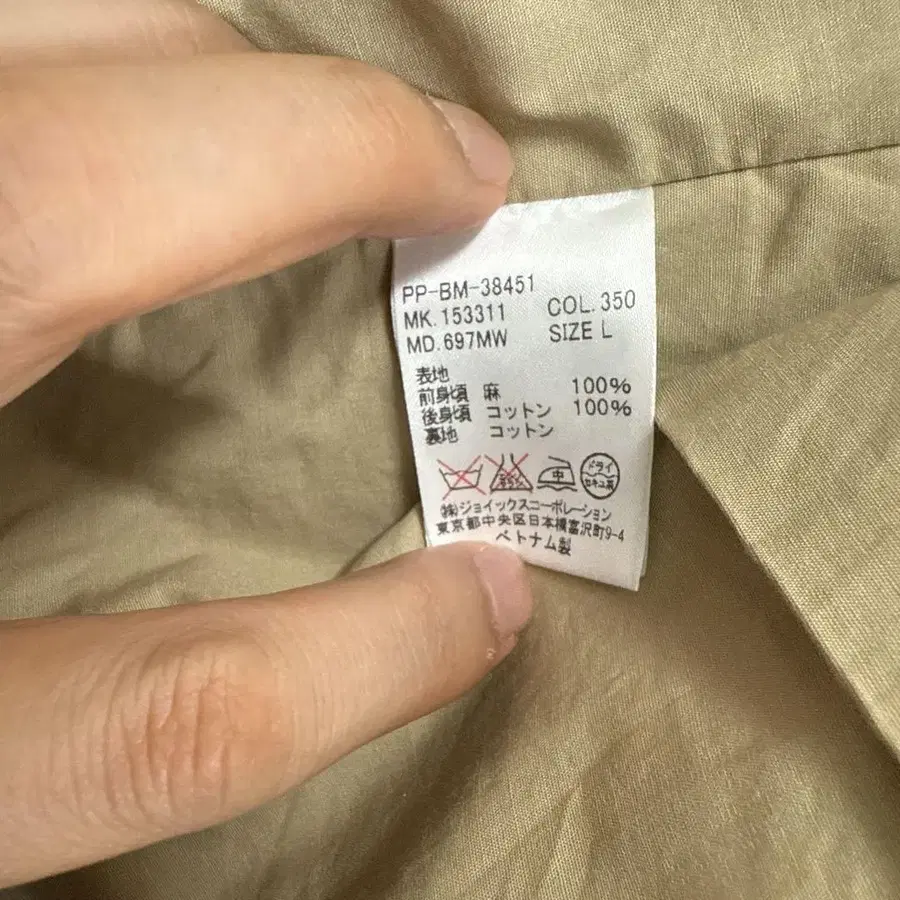 PP-BM-38451
MK. 153311 COL. 350
MD. 697MW SIZE L
表地
前身頃 麻 100%
後身頃 コットン 100%
裏地 コットン
中
ドライ
セキユ系
㈱ジョイックスコーポレーション
東京都中央区日本橋富沢町9-4
ベトナム製